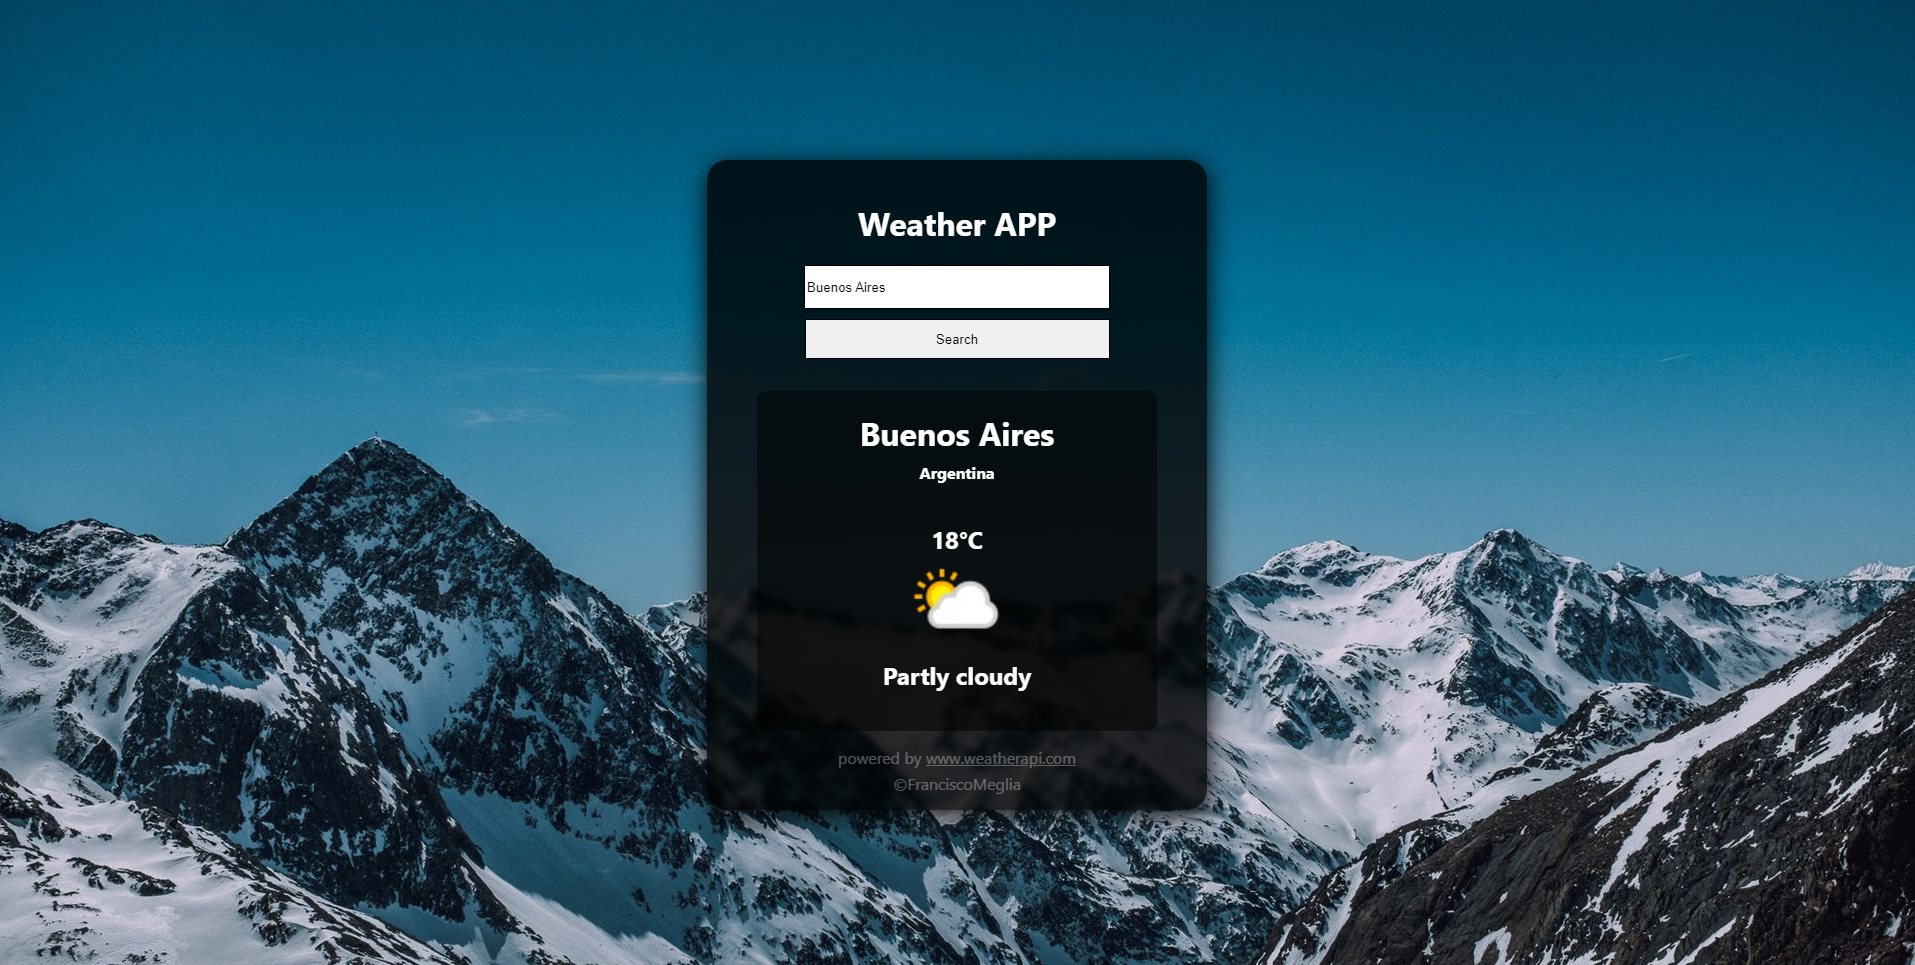 Weather APP
Buenos Aires
Search
Buenos Aires
Argentina
18°C
Partly cloudy
powered by www.weatherapi.com
©FranciscoMeglia